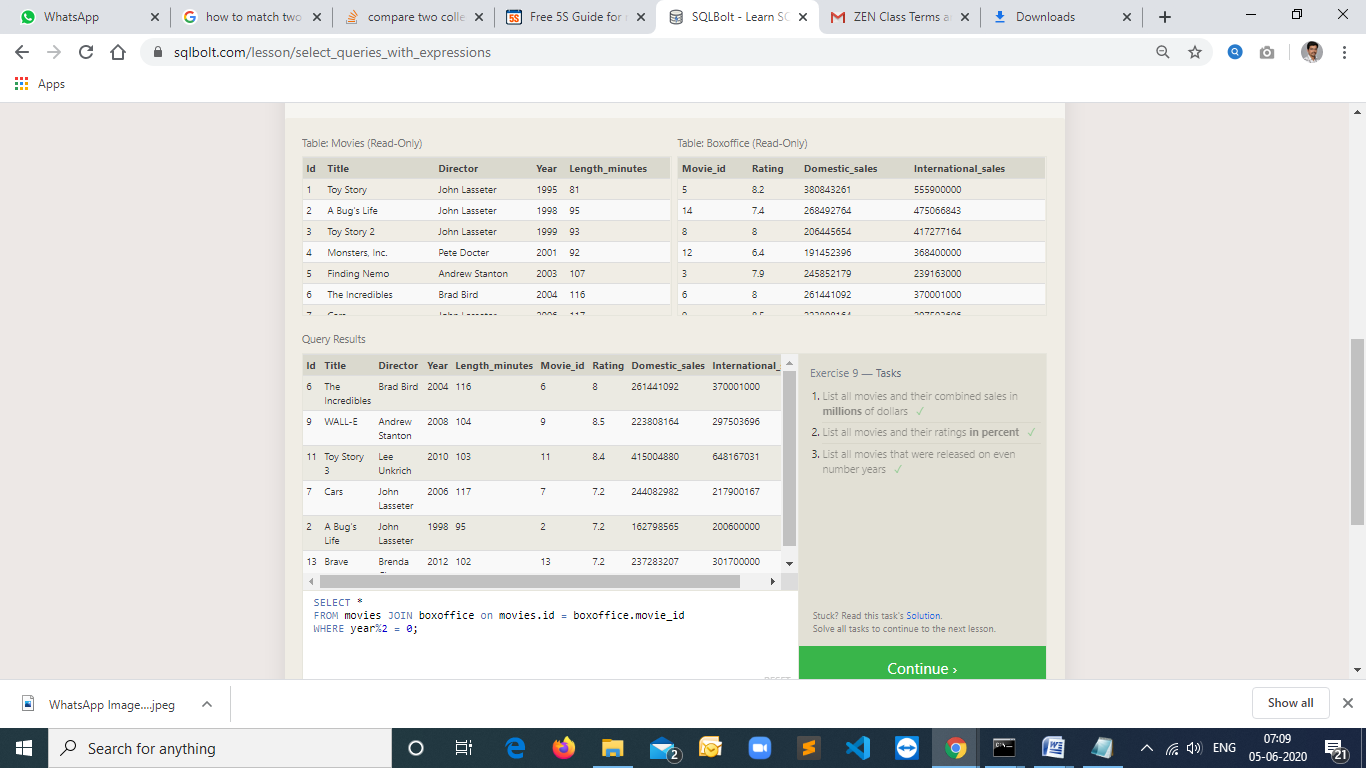 WhatsApp
how to match two
compare two colle
Free 5S Guide for
SQLBolt - Learn SQ
ZEN Class Terms a
Downloads
sqlbolt.com/lesson/select_queries_with_expressions
Apps
Table: Movies (Read-Only)
Table: Boxoffice (Read-Only)
Id Title Director Year Length_minutes
1 Toy Story John Lasseter 1995 81
2 A Bug's Life John Lasseter 1998 95
3 Toy Story 2 John Lasseter 1999 93
4 Monsters, Inc. Pete Docter 2001 92
5 Finding Nemo Andrew Stanton 2003 107
6 The Incredibles Brad Bird 2004 116
7 Cars John Lasseter 2006 117
Movie_id Rating Domestic_sales International_sales
5 8.2 380843261 555900000
14 7.4 268492764 475066843
8 8 206445654 417277164
12 6.4 191452396 368400000
3 7.9 245852179 239163000
6 8 261441092 370001000
9 8.5 223808164 297503696
Query Results
Id Title Director Year Length_minutes Movie_id Rating Domestic_sales International_
6 The Brad Bird 2004 116 6 8 261441092 370001000
Incredibles
9 WALL-E Andrew 2008 104 9 8.5 223808164 297503696
Stanton
11 Toy Story Lee 2010 103 11 8.4 415004880 648167031
3 Unkrich
7 Cars John 2006 117 7 7.2 244082982 217900167
Lasseter
2 A Bug's John 1998 95 2 7.2 162798565 200600000
Life Lasseter
13 Brave Brenda 2012 102 13 7.2 237283207 301700000
SELECT *
FROM movies JOIN boxoffice on movies.id = boxoffice.movie_id
WHERE year%2 = 0;
RESET
Exercise 9 — Tasks
1. List all movies and their combined sales in
millions of dollars ✓
2. List all movies and their ratings in percent ✓
3. List all movies that were released on even
number years ✓
Stuck? Read this task's Solution.
Solve all tasks to continue to the next lesson.
Continue ›
WhatsApp Image....jpeg
Show all
Search for anything
2
ENG
07:09
05-06-2020
21